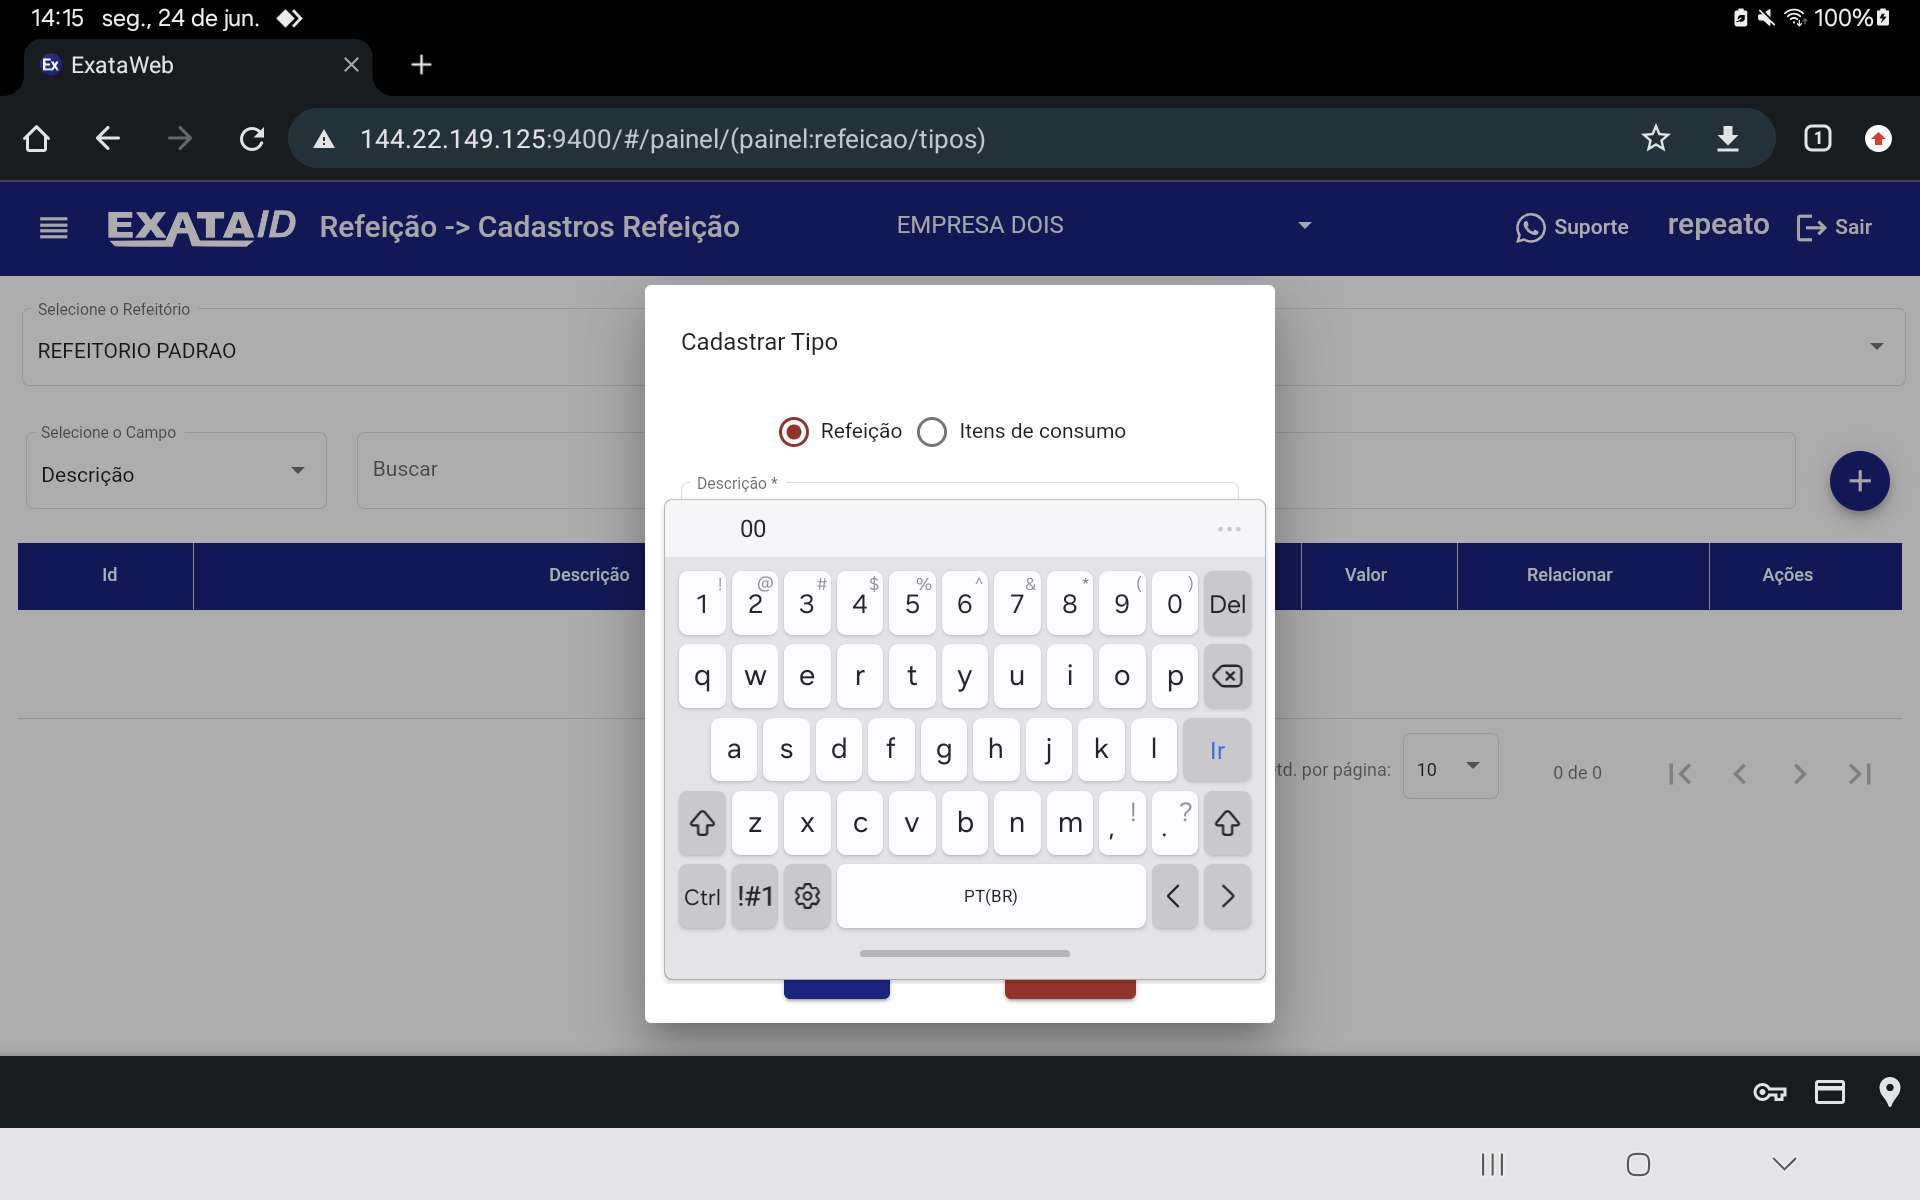 14:15 seg., 24 de jun. 100%
Ex ExataWeb
144.22.149.125:9400/#/painel/(painel:refeicao/tipos) 1
EXATAID Refeição -> Cadastros Refeição EMPRESA DOIS Suporte repeato Sair
Selecione o Refeitório
REFEITORIO PADRAO
Cadastrar Tipo
Refeição Itens de consumo
Selecione o Campo
Descrição
Buscar
Descrição *
Id Descrição Valor Relacionar Ações
td. por página: 10 0 de 0
00
! @ # $ % ^ & * ( )
1 2 3 4 5 6 7 8 9 0 Del
q w e r t y u i o p
a s d f g h j k l Ir
z x c v b n m , ! . ?
Ctrl !#1 PT(BR)